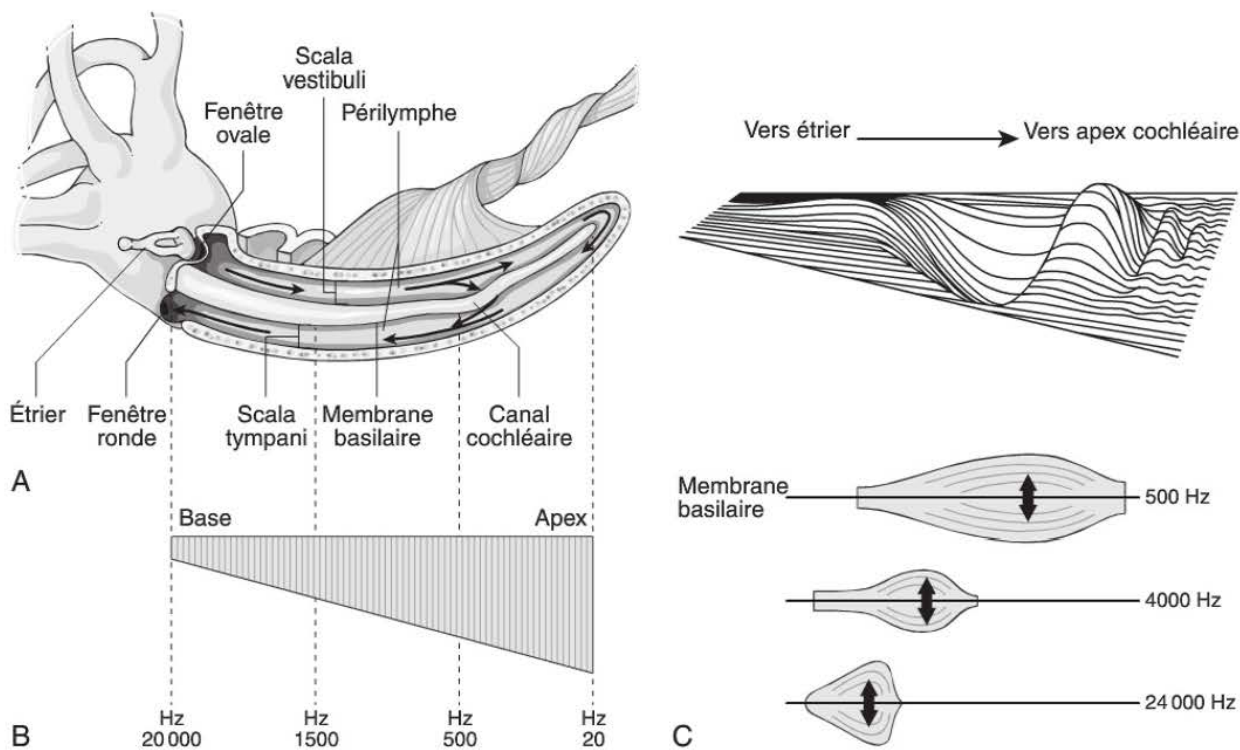 Scala
vestibuli
Fenêtre
ovale
Périlymphe
Étrier
Fenêtre
ronde
Scala
tympani
Membrane
basilaire
Canal
cochléaire
A
Base
Apex
Hz
20 000
Hz
1500
Hz
500
Hz
20
B
Vers étrier
Vers apex cochléaire
Membrane
basilaire
500 Hz
4000 Hz
24 000 Hz
C